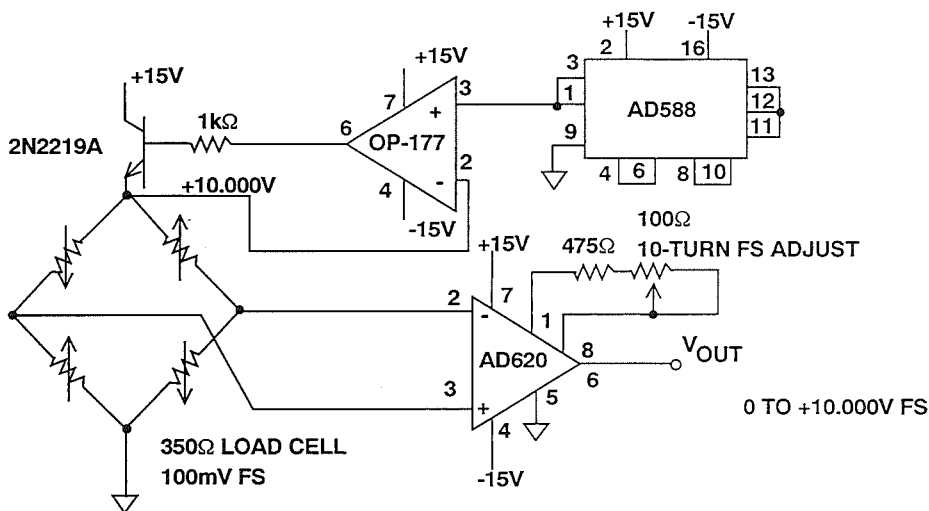 +15V
-15V
2
16
3
1
9
AD588
13
12
11
4
6
8
10
+15V
+15V
7
3
+
1kΩ
6
OP-177
2
-
4
-15V
2N2219A
+10.000V
100Ω
475Ω
10-TURN FS ADJUST
+15V
7
1
2
-
AD620
8
6
VOUT
3
+
5
4
-15V
0 TO +10.000V FS
350Ω LOAD CELL
100mV FS